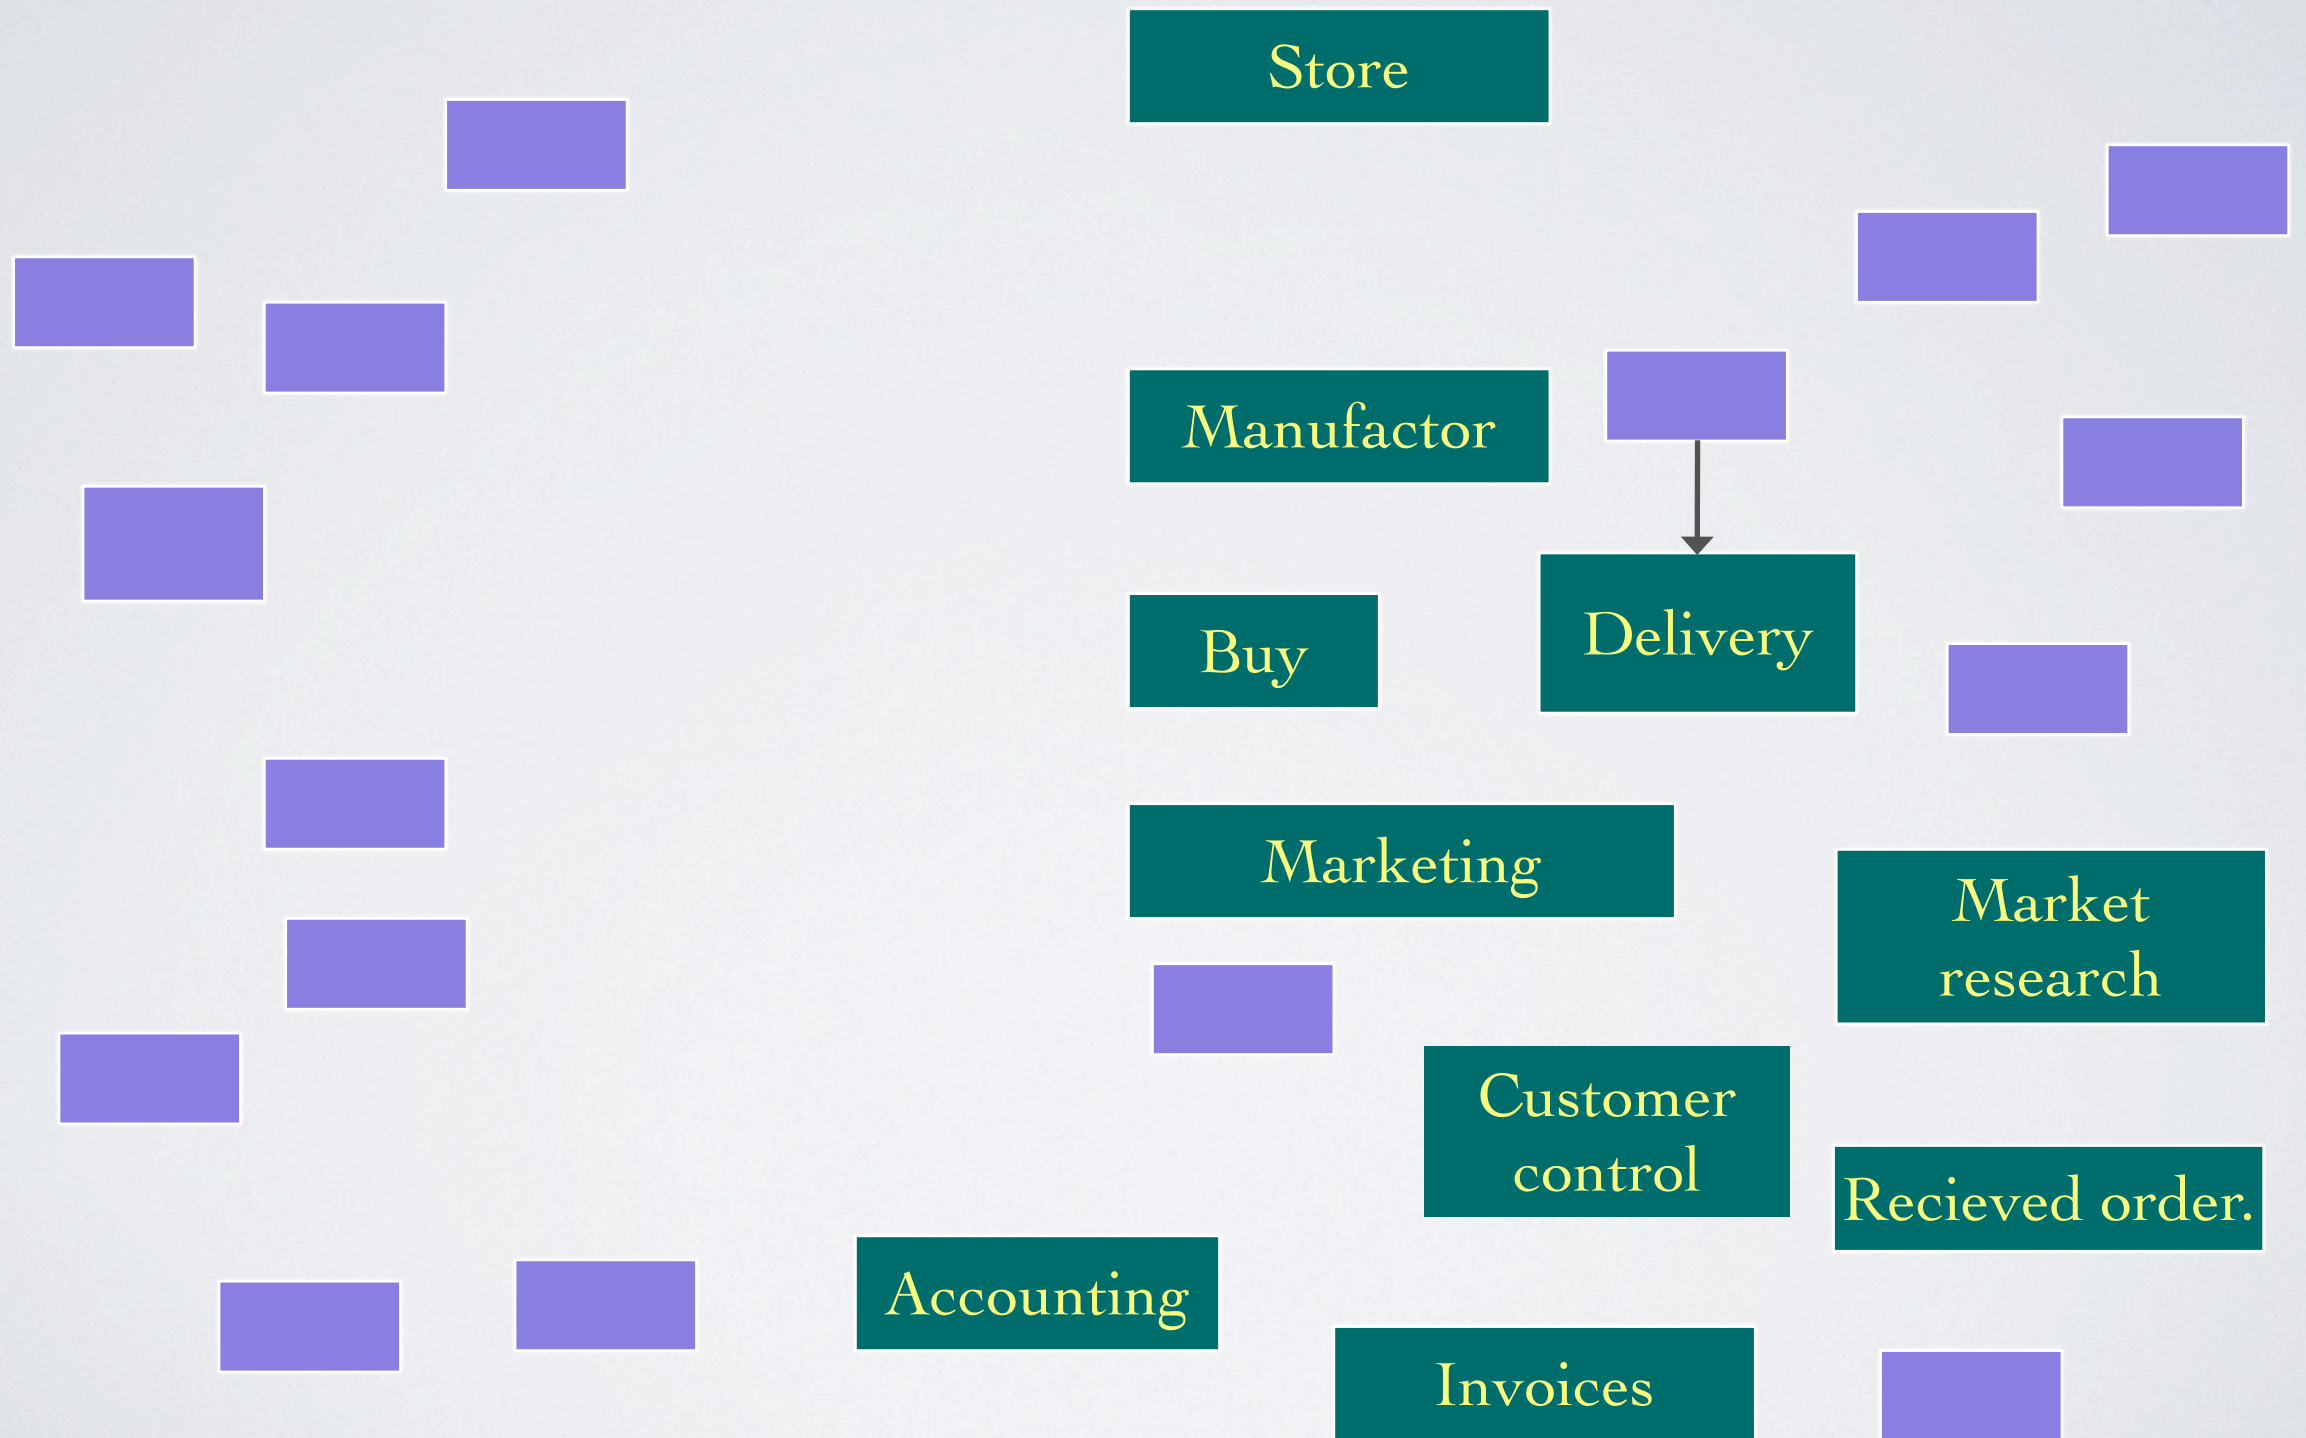 Store
Manufactor
Buy
Delivery
Marketing
Market
research
Customer
control
Recieved order.
Accounting
Invoices